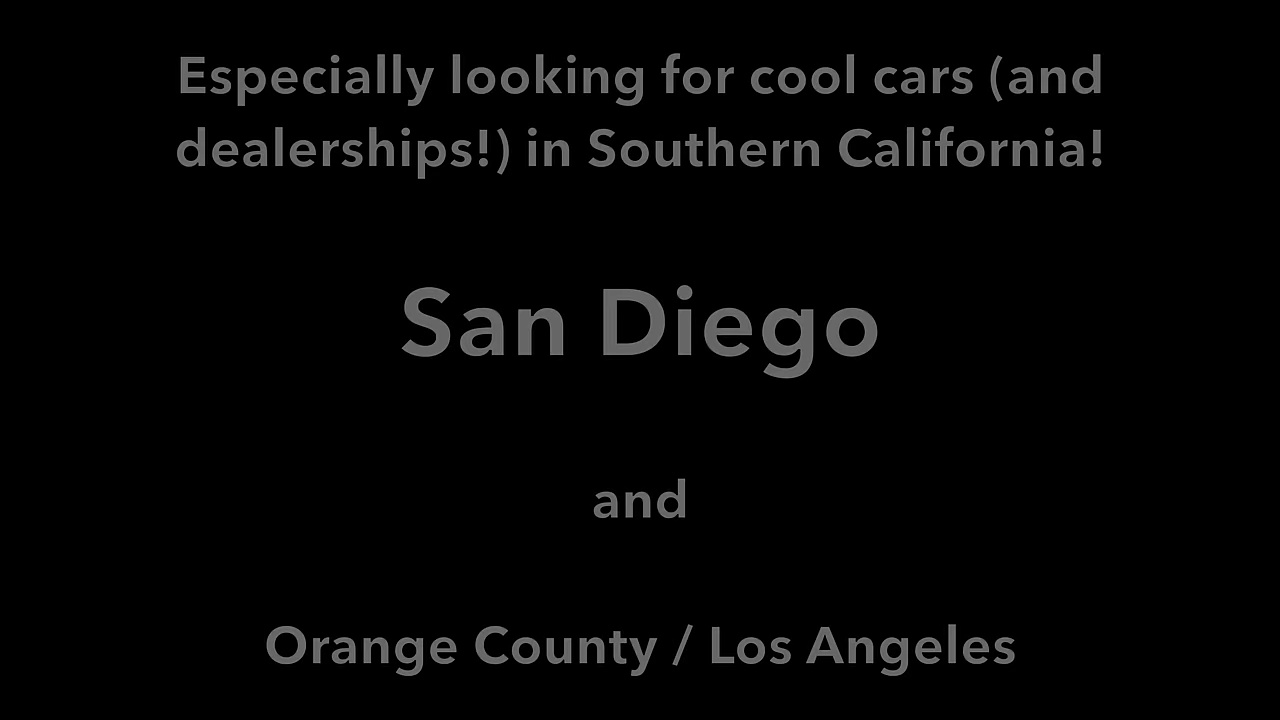 Especially looking for cool cars (and
dealerships!) in Southern California!
San Diego
and
Orange County / Los Angeles